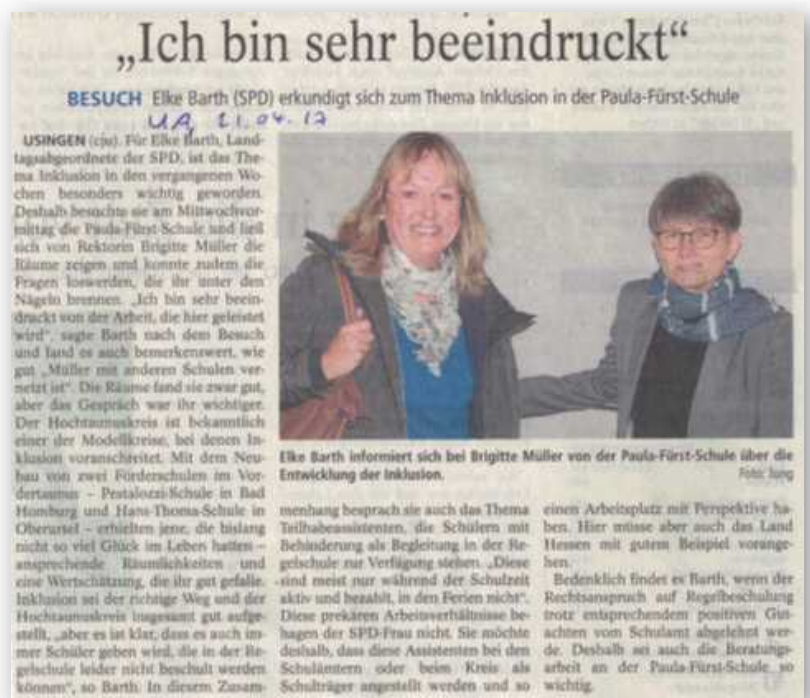 „Ich bin sehr beeindruckt“
BESUCH Elke Barth (SPD) erkundigt sich zum Thema Inklusion in der Paula-Fürst-Schule
UA, 21.04.17
USINGEN (cju). Für Elke Barth, Land-
tagsabgeordnete der SPD, ist das The-
ma Inklusion in den vergangenen Wo-
chen besonders wichtig geworden.
Deshalb besuchte sie am Mittwochvor-
mittag die Paula-Fürst-Schule und ließ
sich von Rektorin Brigitte Müller die
Räume zeigen und konnte zudem die
Fragen loswerden, die ihr unter den
Nägeln brennen. „Ich bin sehr beein-
druckt von der Arbeit, die hier geleistet
wird“, sagte Barth nach dem Besuch
und fand es auch bemerkenswert, wie
gut „Müller mit anderen Schulen ver-
netzt ist“. Die Räume fand sie zwar gut,
aber das Gespräch war ihr wichtiger.
Der Hochtaunuskreis ist bekanntlich
einer der Modellkreise, bei denen In-
klusion voranschreitet. Mit dem Neu-
bau von zwei Förderschulen im Vor-
dertaunus – Pestalozzi-Schule in Bad
Homburg und Hans-Thoma-Schule in
Oberursel – erhielten jene, die bislang
nicht so viel Glück im Leben hatten –
ansprechende Räumlichkeiten und
eine Wertschätzung, die ihr gut gefalle.
Inklusion sei der richtige Weg und der
Hochtaunuskreis insgesamt gut aufge-
stellt, „aber es ist klar, dass es auch im-
mer Schüler geben wird, die in der Re-
gelschule leider nicht beschult werden
können“, so Barth. In diesem Zusam-
Elke Barth informiert sich bei Brigitte Müller von der Paula-Fürst-Schule über die
Entwicklung der Inklusion.
Foto: Jung
menhang besprach sie auch das Thema
Teilhabeassistenten, die Schülern mit
Behinderung als Begleitung in der Re-
gelschule zur Verfügung stehen. „Diese
sind meist nur während der Schulzeit
aktiv und bezahlt, in den Ferien nicht“.
Diese prekären Arbeitsverhältnisse be-
hagen der SPD-Frau nicht. Sie möchte
deshalb, dass diese Assistenten bei den
Schulämtern oder beim Kreis als
Schulträger angestellt werden und so
einen Arbeitsplatz mit Perspektive ha-
ben. Hier müsse aber auch das Land
Hessen mit gutem Beispiel vorange-
hen.
Bedenklich findet es Barth, wenn der
Rechtsanspruch auf Regelbeschulung
trotz entsprechendem positiven Gut-
achten vom Schulamt abgelehnt wer-
de. Deshalb sei auch die Beratungs-
arbeit an der Paula-Fürst-Schule so
wichtig.